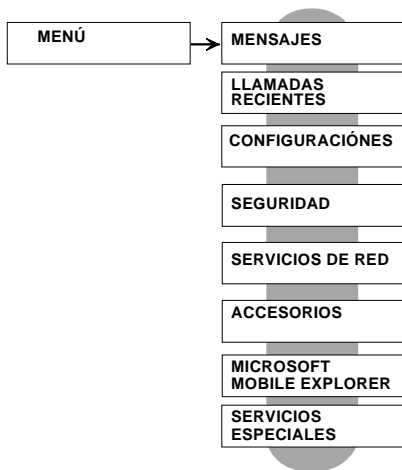 MENÚ
MENSAJES
LLAMADAS
RECIENTES
CONFIGURACIÓNES
SEGURIDAD
SERVICIOS DE RED
ACCESORIOS
MICROSOFT
MOBILE EXPLORER
SERVICIOS
ESPECIALES